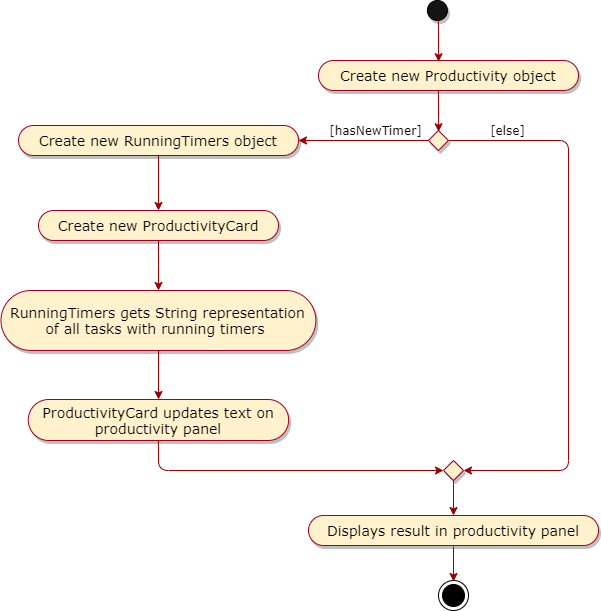 Create new Productivity object
[hasNewTimer]
[else]
Create new RunningTimers object
Create new ProductivityCard
RunningTimers gets String representation
of all tasks with running timers
ProductivityCard updates text on
productivity panel
Displays result in productivity panel